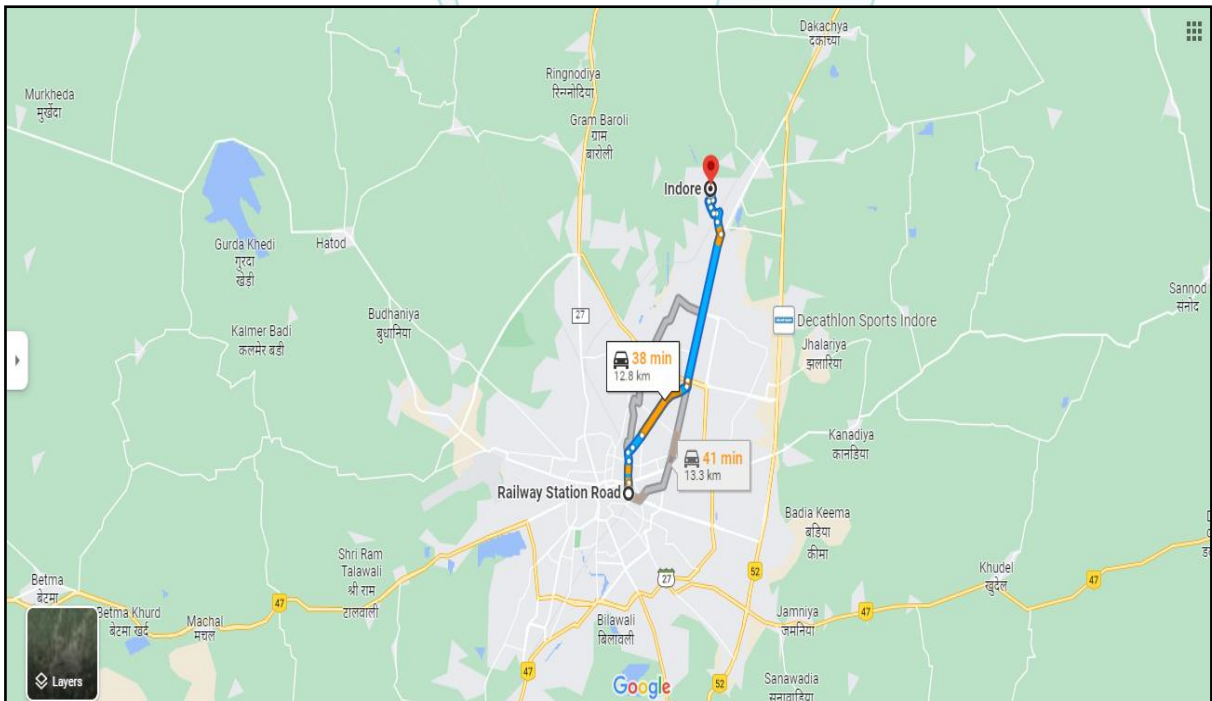 Dakachya
दकाच्या
Ringnodiya
रिन्ग्नोदिया
Murkheda
मुर्खेदा
Gram Baroli
ग्राम
बारोली
Indore
Gurda Khedi
गुरदा
खेड़ी
Hatod
Sannod
सनोद
Budhaniya
बुधानिया
27
Decathlon Sports Indore
Kalmer Badi
कलमेर बडी
Jhalariya
झलारिया
38 min
12.8 km
Kanadiya
कानडिया
41 min
13.3 km
Railway Station Road
Badia Keema
बड़िया
कीमा
Shri Ram
Talawali
श्री राम
टालवाली
Khudel
खुदेल
Betma
बेटमा
27
52
47
47
Betma Khurd
बेटमा खुर्द
Machal
मचल
47
Bilawali
बिलावली
Jamniya
जमनिया
47
52
Sanawadia
सनावाडिया
Layers
Google